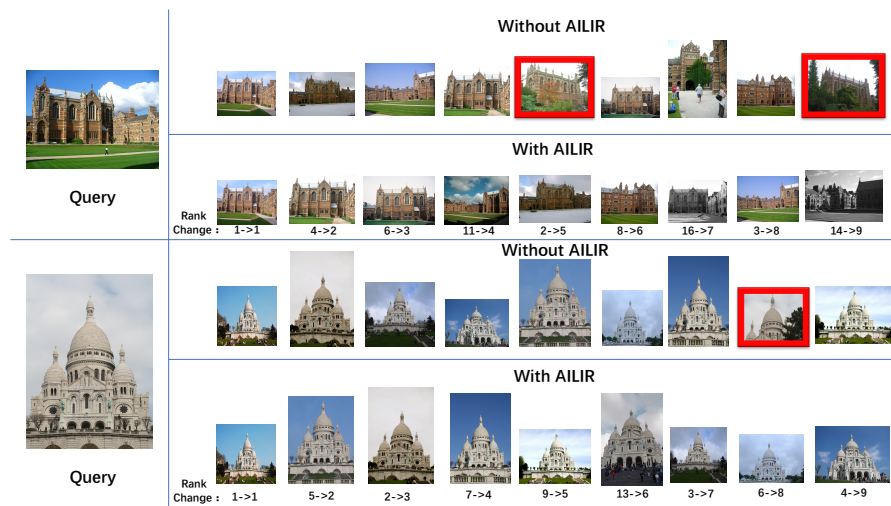 Without AILIR
Query
With AILIR
Rank
Change :
1->1 4->2 6->3 11->4 2->5 8->6 16->7 3->8 14->9
Without AILIR
Query
With AILIR
Rank
Change :
1->1 5->2 2->3 7->4 9->5 13->6 3->7 6->8 4->9